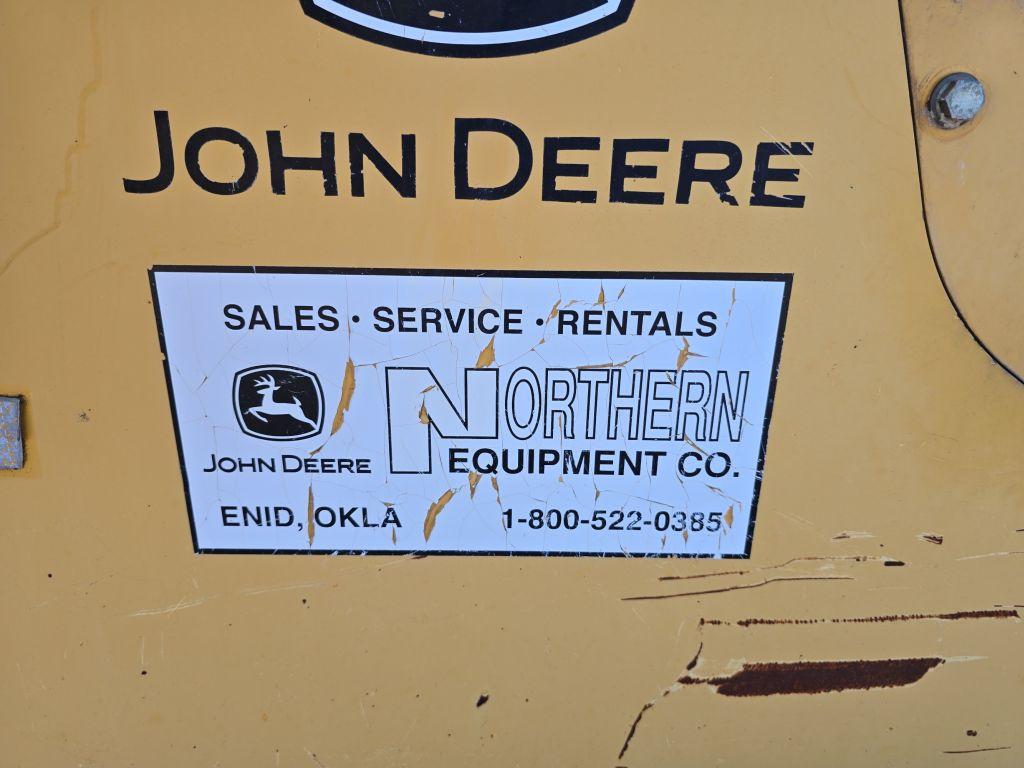 JOHN DEERE
SALES · SERVICE · RENTALS
JOHN DEERE
NORTHERN
EQUIPMENT CO.
ENID, OKLA
1-800-522-0385